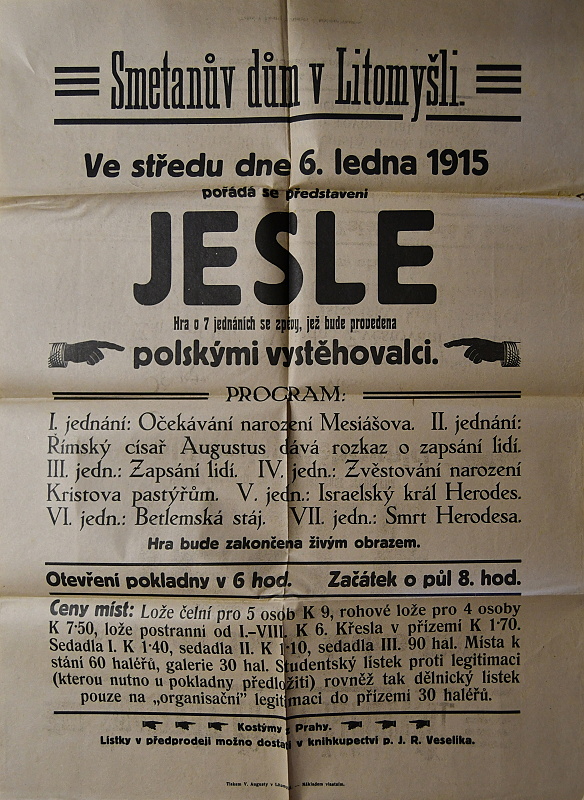 Smetanův dům v Litomyšli.
Ve středu dne 6. ledna 1915
pořádá se představení
JESLE
Hra o 7 jednáních se zpěvy, jež bude provedena
polskými vystěhovalci.
PROGRAM:
I. jednání: Očekávání narození Mesiášova. II. jednání:
Římský císař Augustus dává rozkaz o zapsání lidí.
III. jedn.: Zapsání lidí. IV. jedn.: Zvěstování narození
Kristova pastýřům. V. jedn.: Israelský král Herodes.
VI. jedn.: Betlemská stáj. VII. jedn.: Smrt Herodesa.
Hra bude zakončena živým obrazem.
Otevření pokladny v 6 hod. Začátek o půl 8. hod.
Ceny míst: Lože čelní pro 5 osob K 9, rohové lože pro 4 osoby
K 7·50, lože postranní od I.–VIII. K 6. Křesla v přízemí K 1·70.
Sedadla I. K 1·40, sedadla II. K 1·10, sedadla III. 90 hal. Místa k
stání 60 haléřů, galerie 30 hal. Studentský lístek proti legitimaci
(kterou nutno u pokladny předložiti) rovněž tak dělnický lístek
pouze na „organisační” legitimaci do přízemí 30 haléřů.
Kostýmy z Prahy.
Lístky v předprodeji možno dostati v knihkupectví p. J. R. Veselíka.
Tiskem V. Augusty v Litomyšli. — Nákladem vlastním.